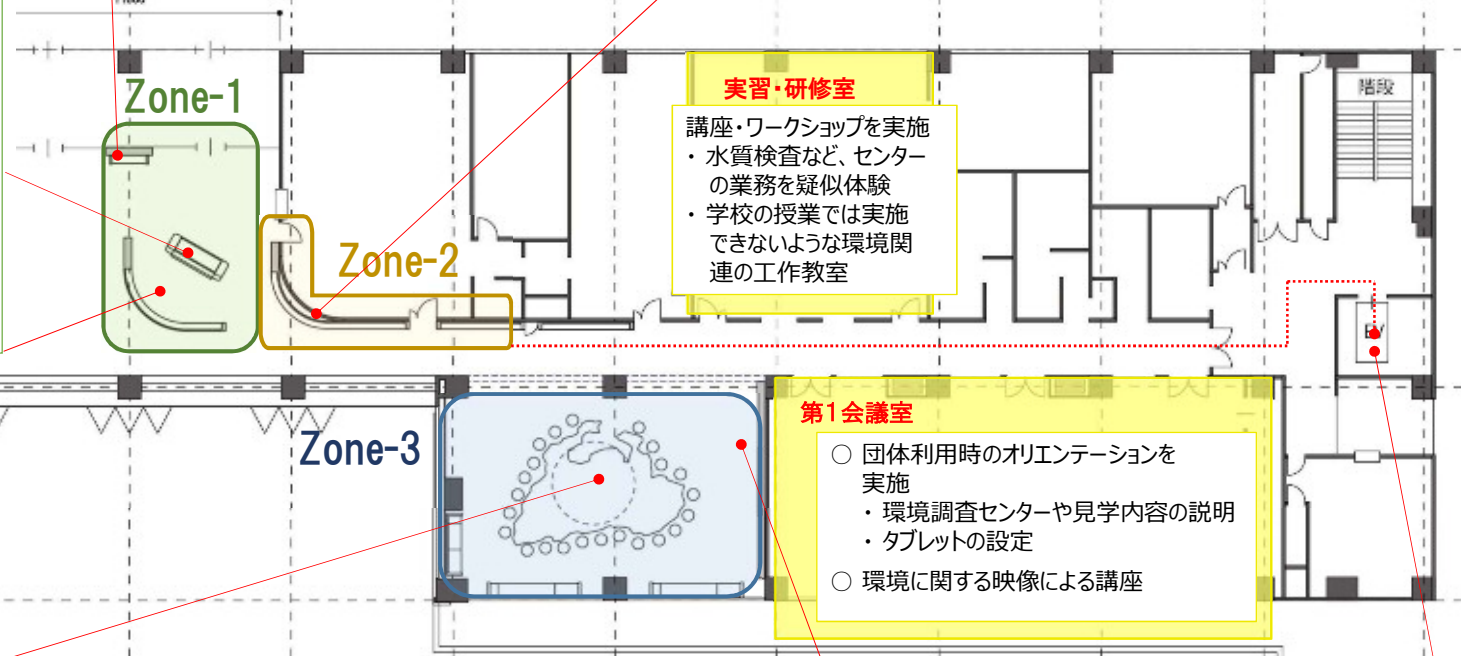 Zone-1
実習・研修室
講座・ワークショップを実施
・ 水質検査など、センター
の業務を疑似体験
・ 学校の授業では実施
できないような環境関
連の工作教室
階段
Zone-2
EV
Zone-3
第1会議室
○ 団体利用時のオリエンテーションを
実施
・ 環境調査センターや見学内容の説明
・ タブレットの設定
○ 環境に関する映像による講座